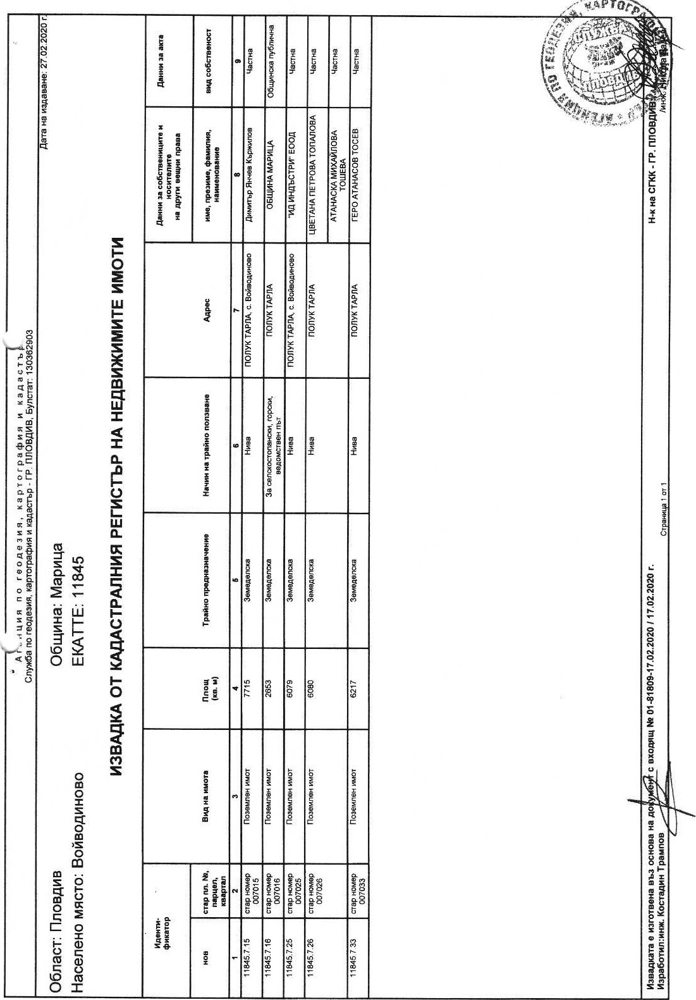 Агенция по геодезия, картография и кадастър
Служба по геодезия, картография и кадастър - ГР. ПЛОВДИВ, Булстат: 130362903
Дата на издаване: 27.02.2020 г.
Област: Пловдив
Община: Марица
Населено място: Войводиново
ЕКАТТЕ: 11845
ИЗВАДКА ОТ КАДАСТРАЛНИЯ РЕГИСТЪР НА НЕДВИЖИМИТЕ ИМОТИ
Иденти-
фикатор
нов
стар пл. №,
парцел,
квартал
Вид на имота
Площ
(кв. м)
Трайно предназначение
Начин на трайно ползване
Адрес
Данни за собствениците и
носителите
на други вещни права
име, презиме, фамилия,
наименование
Данни за акта
вид собственост
1 2 3 4 5 6 7 8 9
11845.7.15 стар номер Поземлен имот 7715 Земеделска Нива ПОЛУК ТАРЛА, с. Войводиново Димитър Янчев Кържилов Частна
007015
11845.7.16 стар номер Поземлен имот 2653 Земеделска За селскостопански, горски, ПОЛУК ТАРЛА ОБЩИНА МАРИЦА Общинска публична
007016 ведомствен път
11845.7.25 стар номер Поземлен имот 6079 Земеделска Нива ПОЛУК ТАРЛА, с. Войводиново "ИД ИНДЪСТРИ" ЕООД Частна
007025
11845.7.26 стар номер Поземлен имот 6080 Земеделска Нива ПОЛУК ТАРЛА ЦВЕТАНА ПЕТРОВА ТОПАЛОВА Частна
007026
АТАНАСКА МИХАЙЛОВА Частна
ТОШЕВА
11845.7.33 стар номер Поземлен имот 6217 Земеделска Нива ПОЛУК ТАРЛА ГЕРО АТАНАСОВ ТОСЕВ Частна
007033
Извадката е изготвена въз основа на документ с входящ № 01-81809-17.02.2020 / 17.02.2020 г.
Изработил:инж. Костадин Трампов
Н-к на СГКК - ГР. ПЛОВДИВ:
/инж. Никола
Страница 1 от 1
АГЕНЦИЯ ПО ГЕОДЕЗИЯ, КАРТОГРАФИЯ
СЛУЖБА
ПЛОВДИВ